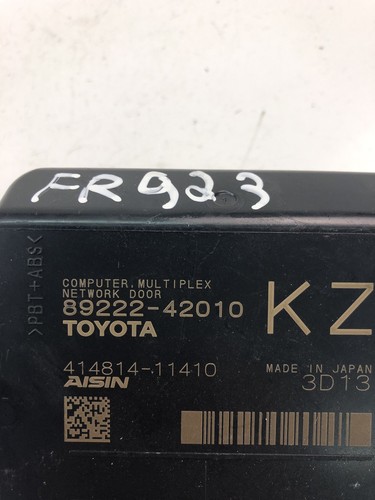 FR923
>PBT+ABS<
COMPUTER, MULTIPLEX
NETWORK DOOR
89222-42010
TOYOTA
KZ
414814-11410
AISIN
MADE IN JAPAN
3D13